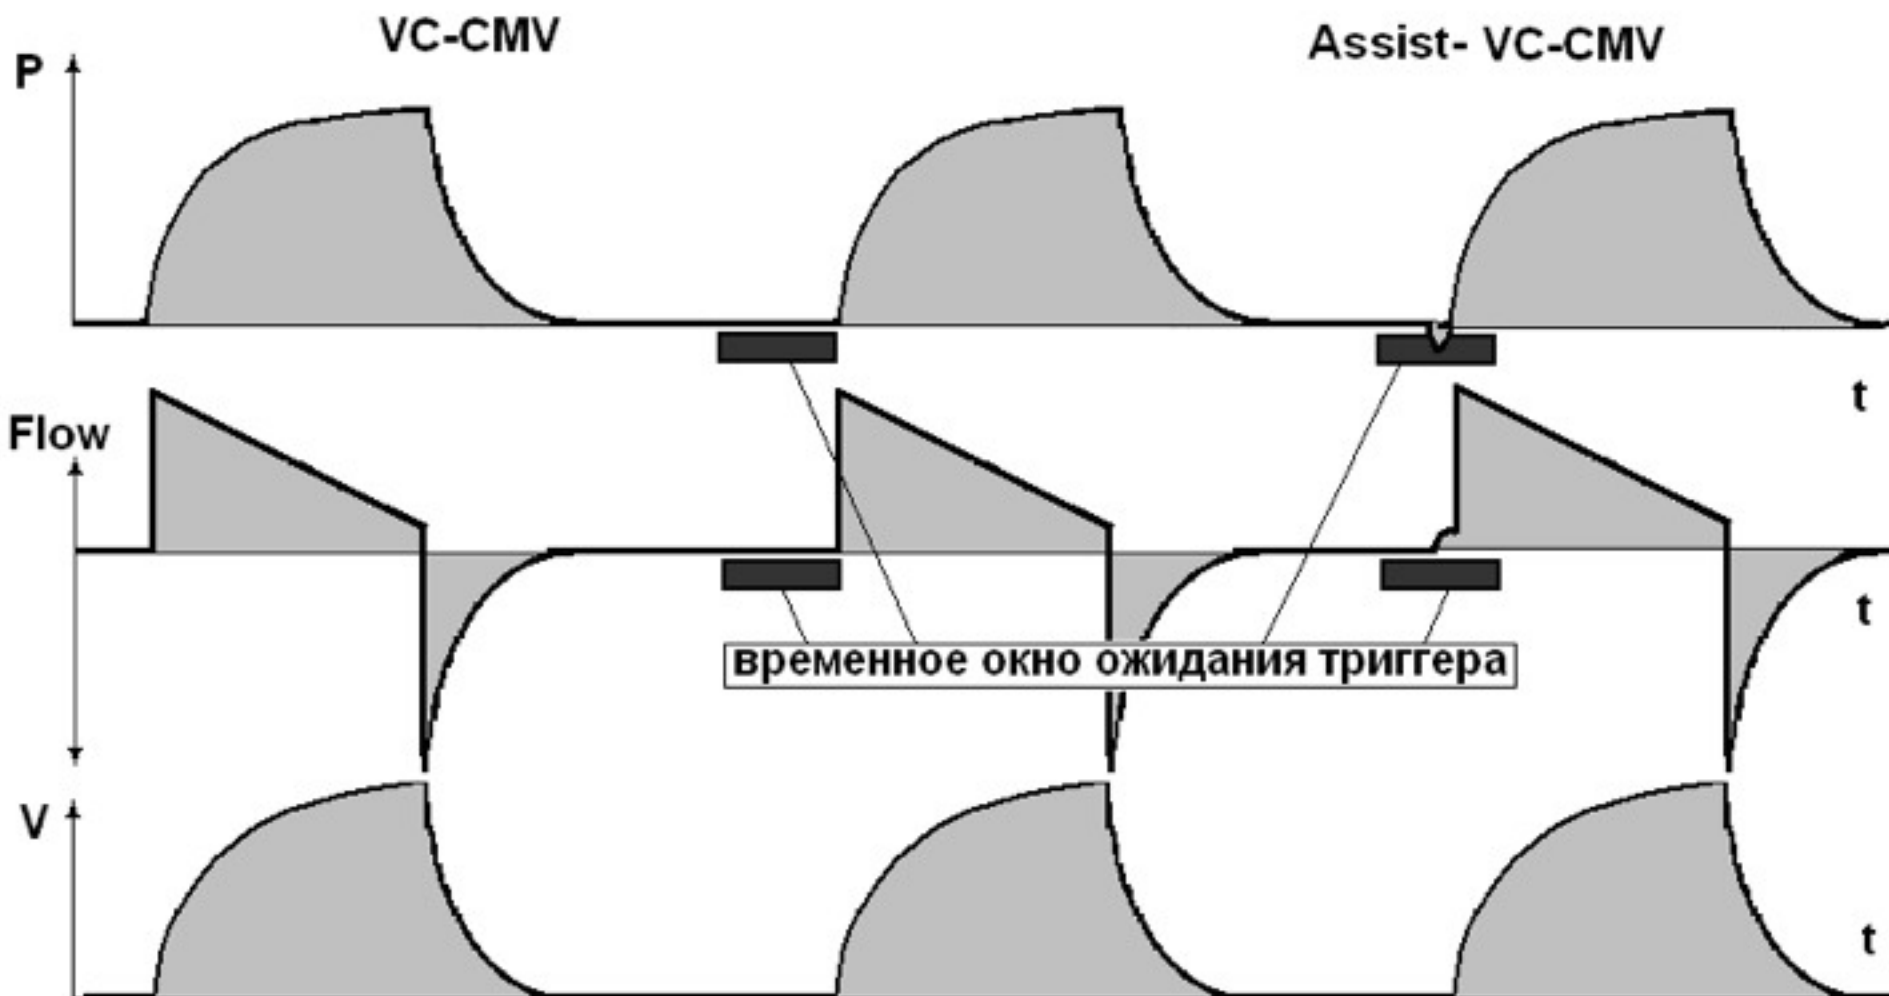 VC-CMV
Assist- VC-CMV
P
t
Flow
t
временное окно ожидания триггера
V
t